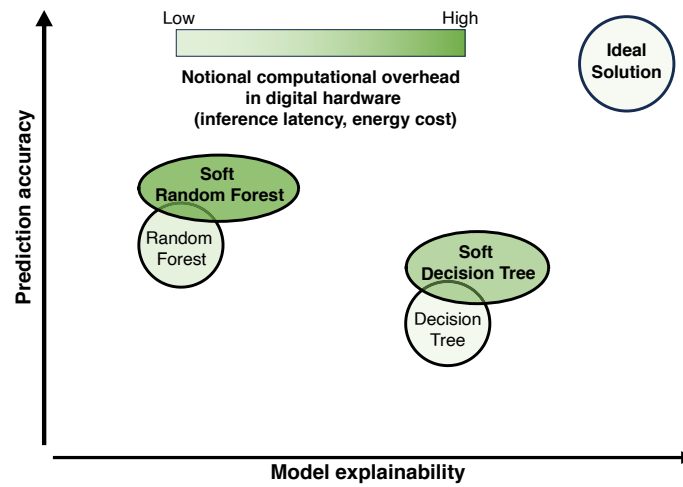 Low High
Notional computational overhead
in digital hardware
(inference latency, energy cost)
Ideal
Solution
Prediction accuracy
Soft
Random Forest
Random
Forest
Soft
Decision Tree
Decision
Tree
Model explainability